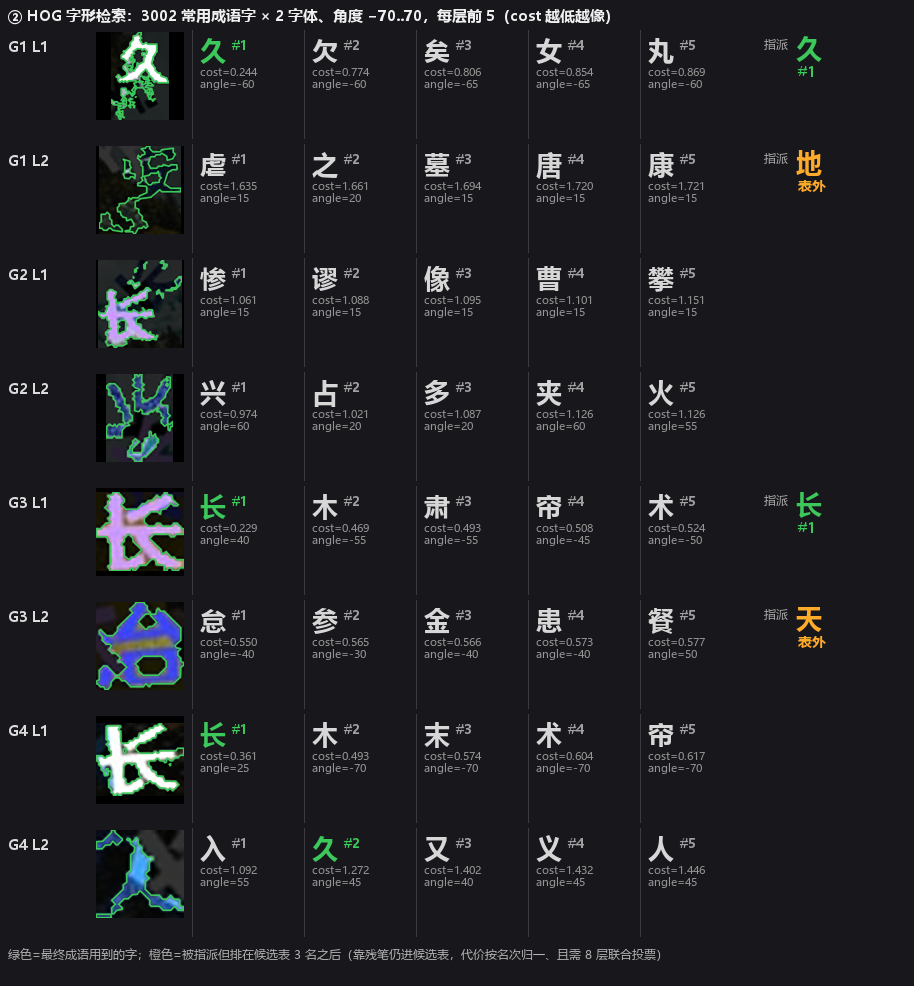 ② HOG 字形检索：3002 常用成语字 × 2 字体、角度 −70..70，每层前 5（cost 越低越像）
G1 L1 久 久 #1 欠 #2 矣 #3 女 #4 丸 #5 指派 久
cost=0.244 cost=0.774 cost=0.806 cost=0.854 cost=0.869 #1
angle=-60 angle=-60 angle=-65 angle=-65 angle=-60
G1 L2 虐 #1 之 #2 墓 #3 唐 #4 康 #5 指派 地
cost=1.635 cost=1.661 cost=1.694 cost=1.720 cost=1.721 表外
angle=15 angle=20 angle=15 angle=15 angle=15
G2 L1 长 惨 #1 谬 #2 像 #3 曹 #4 攀 #5
cost=1.061 cost=1.088 cost=1.095 cost=1.101 cost=1.151
angle=15 angle=15 angle=15 angle=15 angle=15
G2 L2 兴 #1 占 #2 多 #3 夹 #4 火 #5
cost=0.974 cost=1.021 cost=1.087 cost=1.126 cost=1.126
angle=60 angle=20 angle=20 angle=60 angle=55
G3 L1 长 长 #1 木 #2 肃 #3 帘 #4 术 #5 指派 长
cost=0.229 cost=0.469 cost=0.493 cost=0.508 cost=0.524 #1
angle=40 angle=-55 angle=-55 angle=-45 angle=-50
G3 L2 怠 #1 参 #2 金 #3 患 #4 餐 #5 指派 天
cost=0.550 cost=0.565 cost=0.566 cost=0.573 cost=0.577 表外
angle=-40 angle=-30 angle=-40 angle=-40 angle=50
G4 L1 长 长 #1 木 #2 末 #3 术 #4 帘 #5
cost=0.361 cost=0.493 cost=0.574 cost=0.604 cost=0.617
angle=25 angle=-70 angle=-70 angle=-70 angle=-70
G4 L2 入 #1 久 #2 又 #3 义 #4 人 #5
cost=1.092 cost=1.272 cost=1.402 cost=1.432 cost=1.446
angle=55 angle=45 angle=40 angle=45 angle=45
绿色=最终成语用到的字；橙色=被指派但排在候选表 3 名之后（靠残笔仍进候选表，代价按名次归一、且需 8 层联合投票）